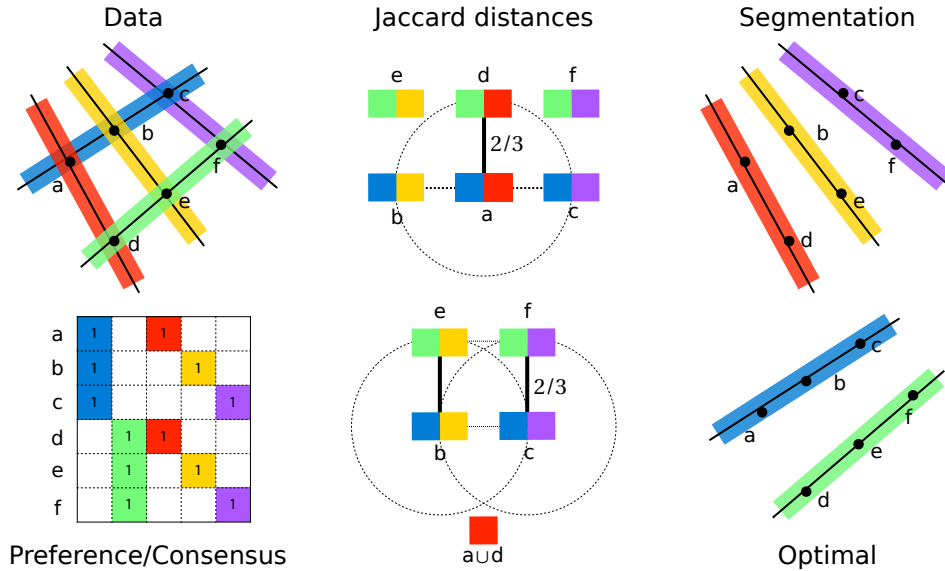 Data
c
b
a
f
e
d
Jaccard distances
e d f
2/3
b a c
Segmentation
c
b
f
a
e
d
a 1 1
b 1 1
c 1 1
d 1 1
e 1 1
f 1 1
Preference/Consensus
e f
2/3
b c
a∪d
c
b
a
f
e
d
Optimal